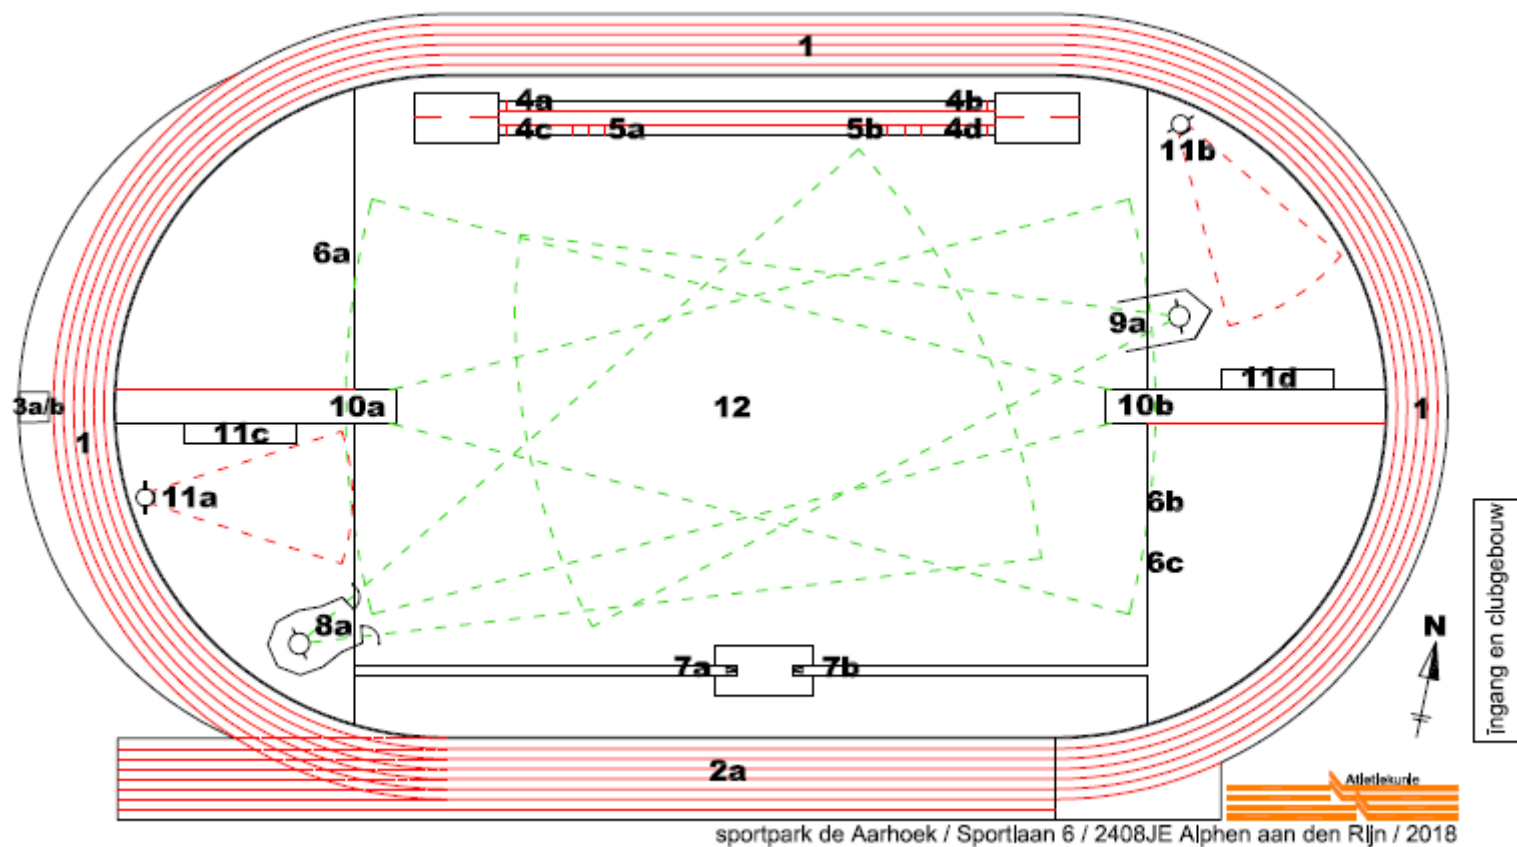 1
4a 4b
4c 5a 5b 4d
11b
6a
9a
3a/b
10a
12
10b
11d
1
11c
1
11a
6b
6c
8a
7a 7b
N
ingang en clubgebouw
2a
Atletiekunie
sportpark de Aarhoek / Sportlaan 6 / 2408JE Alphen aan den Rijn / 2018